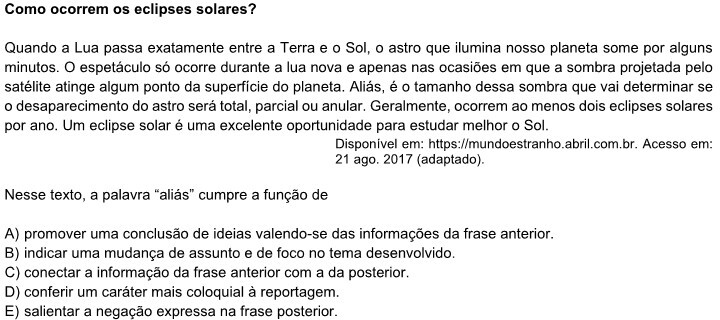 Como ocorrem os eclipses solares?
Quando a Lua passa exatamente entre a Terra e o Sol, o astro que ilumina nosso planeta some por alguns
minutos. O espetáculo só ocorre durante a lua nova e apenas nas ocasiões em que a sombra projetada pelo
satélite atinge algum ponto da superfície do planeta. Aliás, é o tamanho dessa sombra que vai determinar se
o desaparecimento do astro será total, parcial ou anular. Geralmente, ocorrem ao menos dois eclipses solares
por ano. Um eclipse solar é uma excelente oportunidade para estudar melhor o Sol.
Disponível em: https://mundoestranho.abril.com.br. Acesso em:
21 ago. 2017 (adaptado).
Nesse texto, a palavra “aliás” cumpre a função de
A) promover uma conclusão de ideias valendo-se das informações da frase anterior.
B) indicar uma mudança de assunto e de foco no tema desenvolvido.
C) conectar a informação da frase anterior com a da posterior.
D) conferir um caráter mais coloquial à reportagem.
E) salientar a negação expressa na frase posterior.